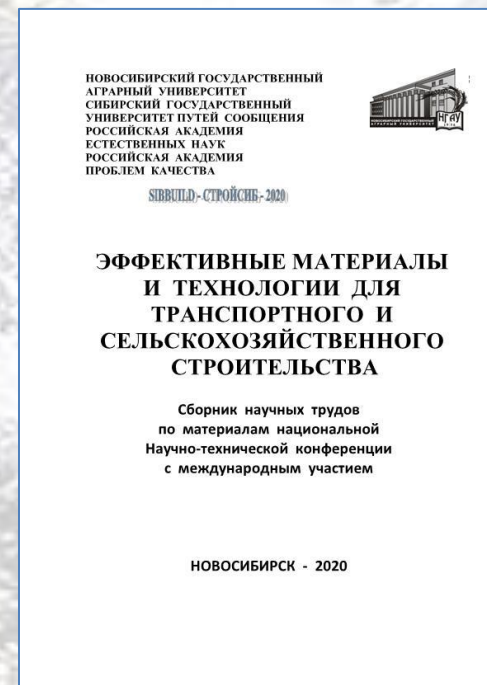 НОВОСИБИРСКИЙ ГОСУДАРСТВЕННЫЙ
АГРАРНЫЙ УНИВЕРСИТЕТ
СИБИРСКИЙ ГОСУДАРСТВЕННЫЙ
УНИВЕРСИТЕТ ПУТЕЙ СООБЩЕНИЯ
РОССИЙСКАЯ АКАДЕМИЯ
ЕСТЕСТВЕННЫХ НАУК
РОССИЙСКАЯ АКАДЕМИЯ
ПРОБЛЕМ КАЧЕСТВА
НГАУ
SIBBUILD - СТРОЙСИБ - 2020
ЭФФЕКТИВНЫЕ МАТЕРИАЛЫ
И ТЕХНОЛОГИИ ДЛЯ
ТРАНСПОРТНОГО И
СЕЛЬСКОХОЗЯЙСТВЕННОГО
СТРОИТЕЛЬСТВА
Сборник научных трудов
по материалам национальной
Научно-технической конференции
с международным участием
НОВОСИБИРСК - 2020